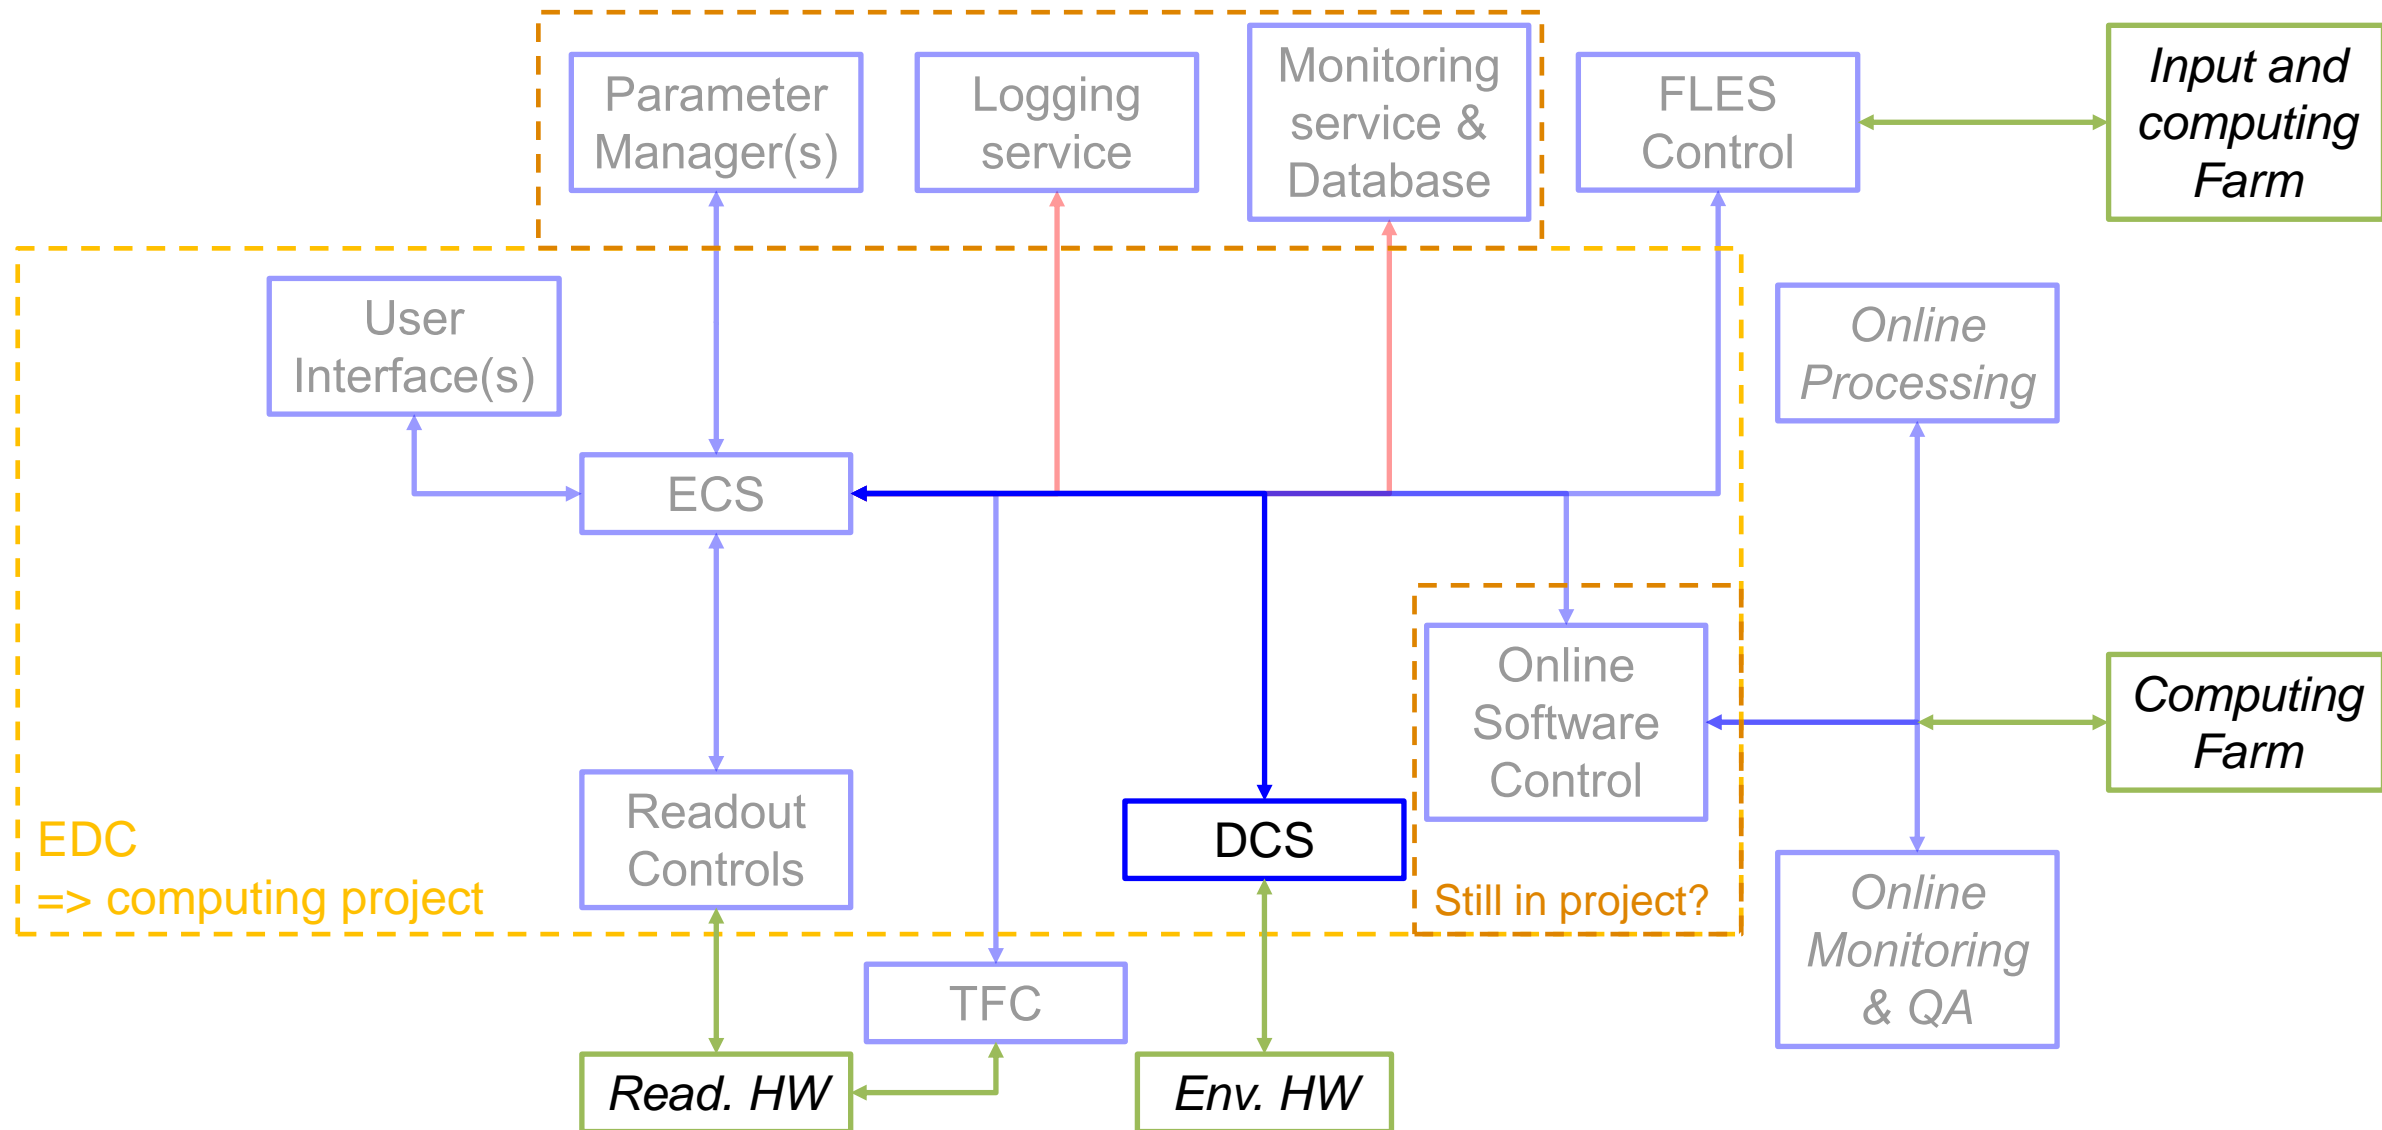 Parameter
Manager(s)
Logging
service
Monitoring
service &
Database
FLES
Control
Input and
computing
Farm
User
Interface(s)
Online
Processing
ECS
Online
Software
Control
Computing
Farm
Readout
Controls
DCS
EDC
=> computing project
Still in project?
Online
Monitoring
& QA
TFC
Read. HW
Env. HW